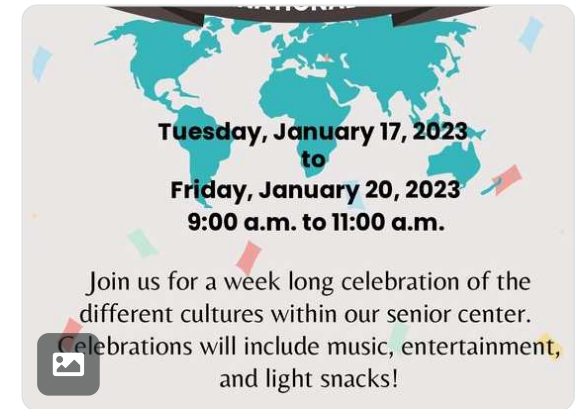 Tuesday, January 17, 2023
to
Friday, January 20, 2023
9:00 a.m. to 11:00 a.m.
Join us for a week long celebration of the
different cultures within our senior center.
Celebrations will include music, entertainment,
and light snacks!